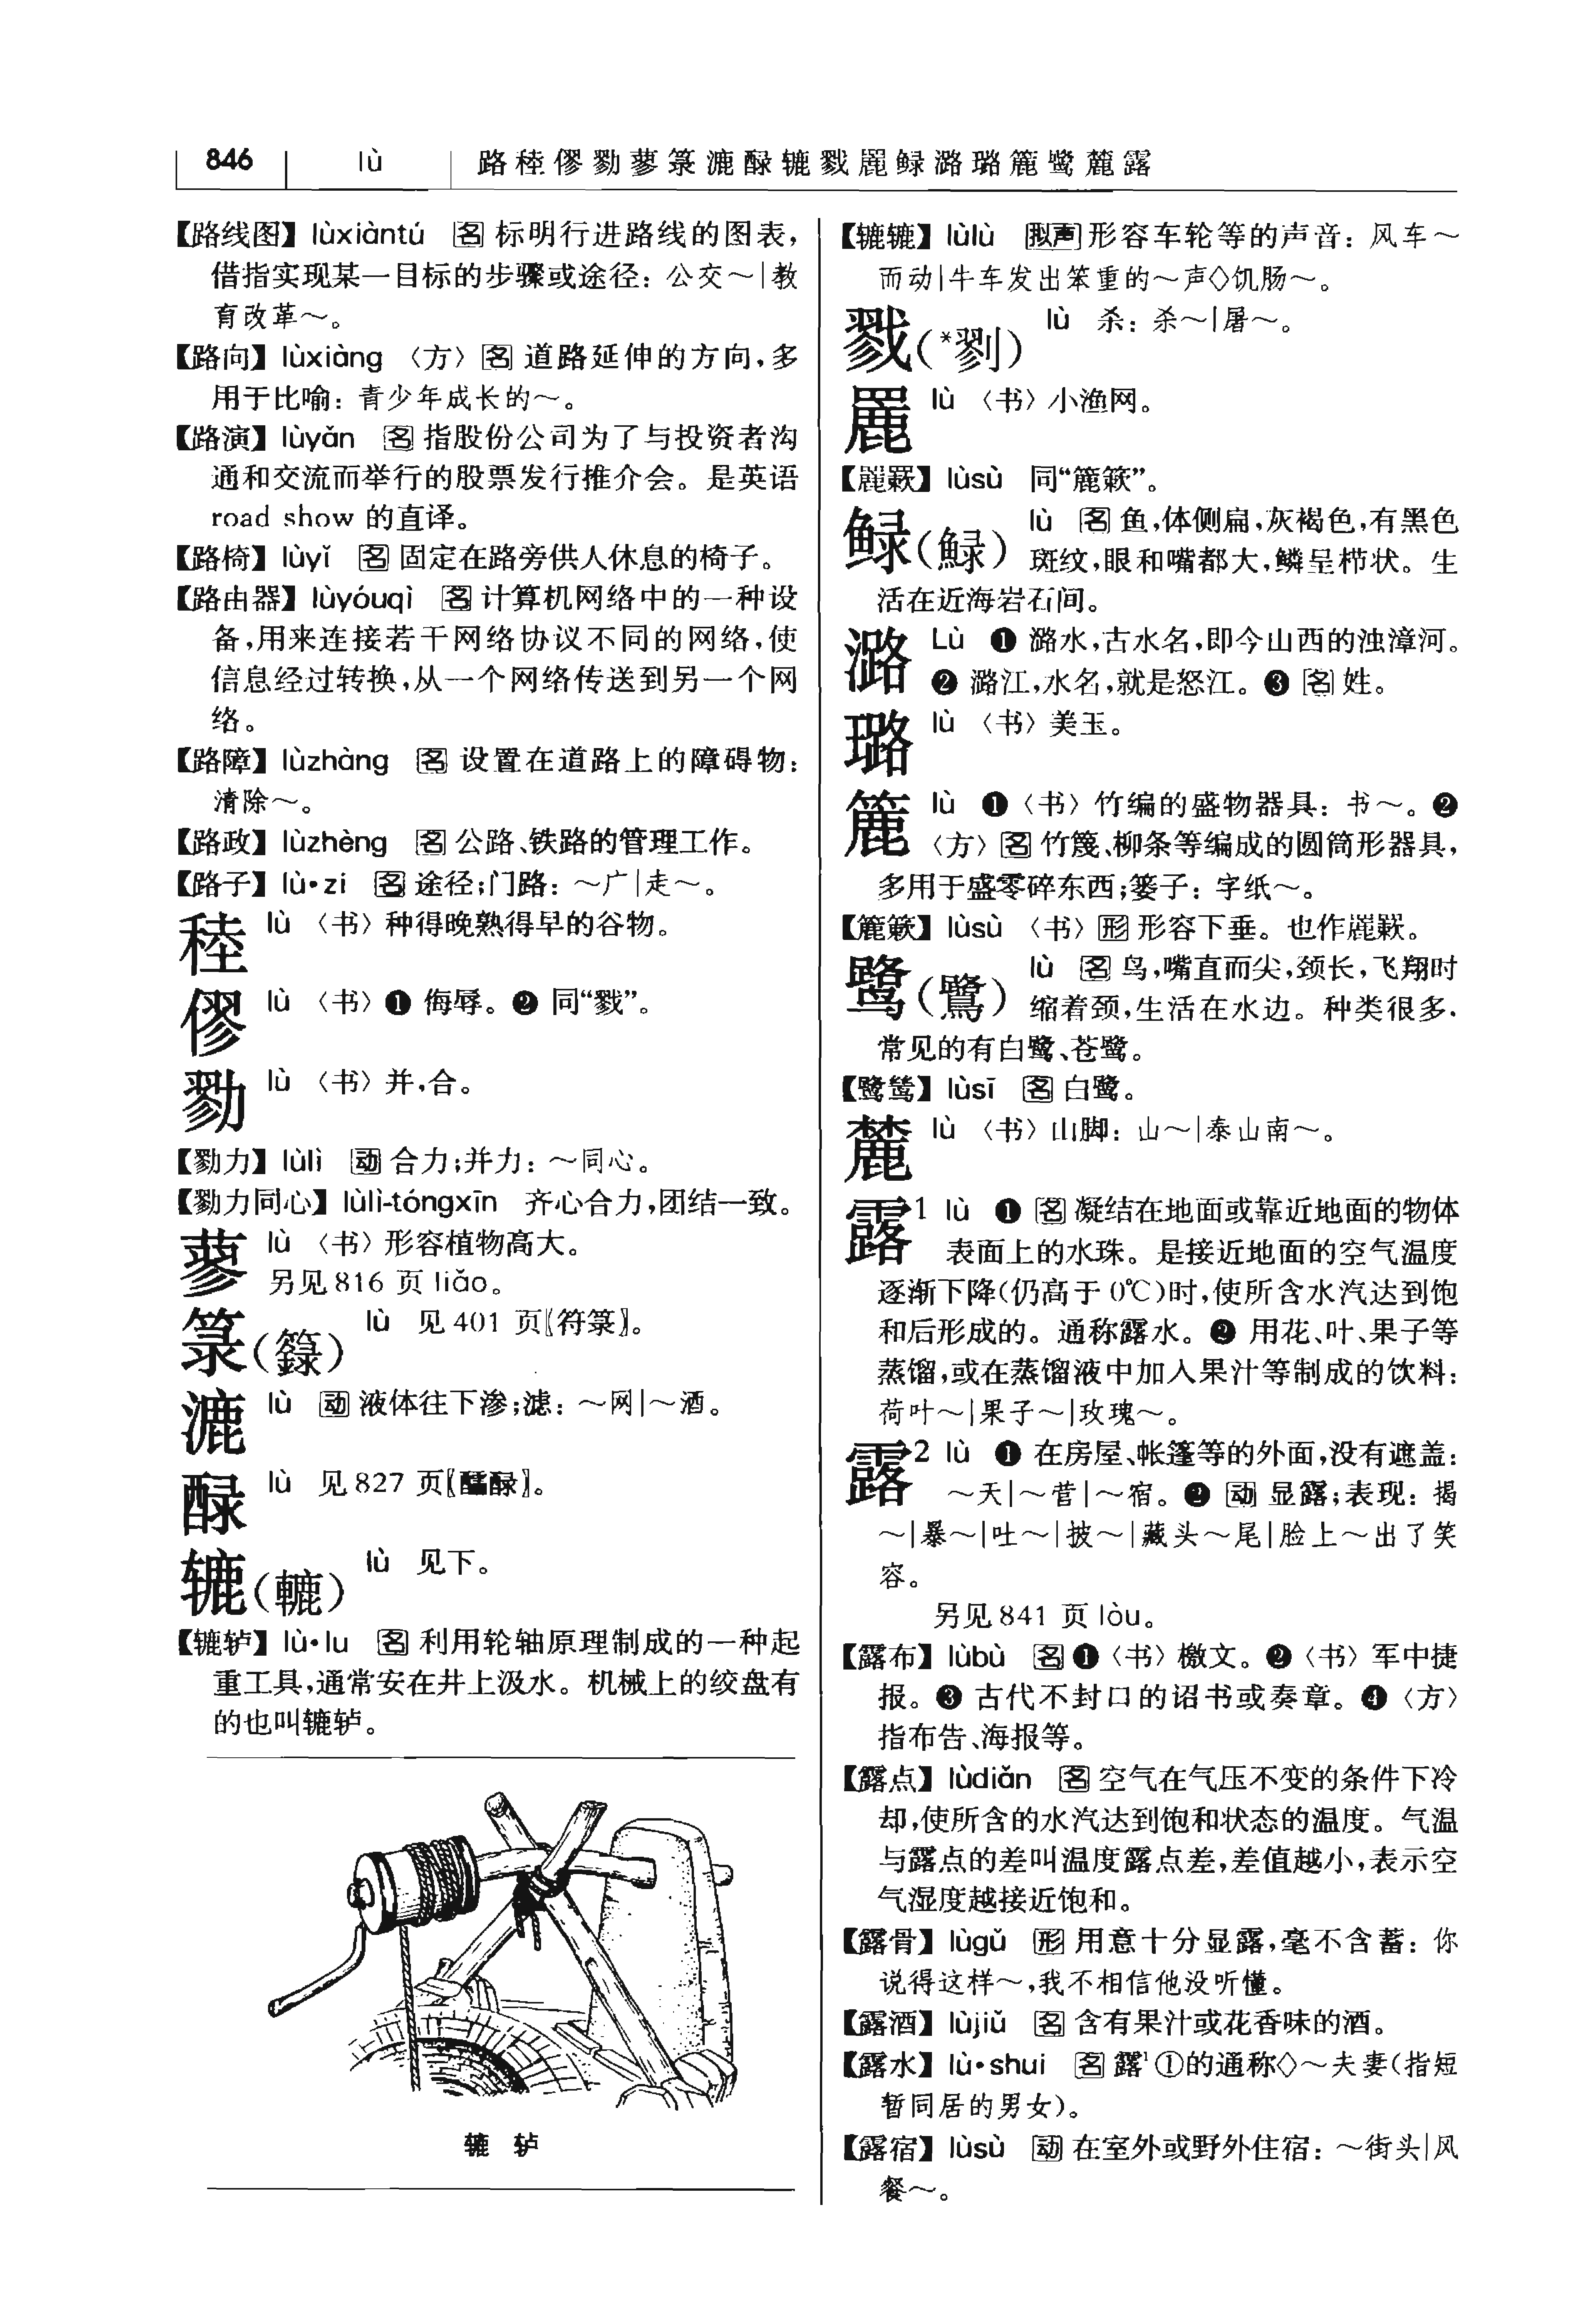 846 lù 路稑僇勠蓼箓漉醁辘戮䍡鲈潞璐簏鹭麓露
【路线图】lùxiàntú 名 标明行进路线的图表，
借指实现某一目标的步骤或途径：公交～|教
育改革～。
【路向】lùxiàng 〈方〉名 道路延伸的方向，多
用于比喻：青少年成长的～。
【路演】lùyǎn 名 指股份公司为了与投资者沟
通和交流而举行的股票发行推介会。是英语
road show 的直译。
【路椅】lùyǐ 名 固定在路旁供人休息的椅子。
【路由器】lùyóuqì 名 计算机网络中的一种设
备，用来连接若干网络协议不同的网络，使
信息经过转换，从一个网络传送到另一个网
络。
【路障】lùzhàng 名 设置在道路上的障碍物：
清除～。
【路政】lùzhèng 名 公路、铁路的管理工作。
【路子】lù·zi 名 途径；门路：～广|走～。
稑 lù 〈书〉种得晚熟得早的谷物。
僇 lù 〈书〉❶ 侮辱。❷ 同“戮”。
勠 lù 〈书〉并，合。
【勠力】lùlì 动 合力；并力：～同心。
【勠力同心】lùlì-tóngxīn 齐心合力，团结一致。
蓼 lù 〈书〉形容植物高大。
另见816 页 liǎo。
箓（籙） lù 见 401 页〖符箓〗。
漉 lù 动 液体往下渗；滤：～网|～酒。
醁 lù 见 827 页〖醽醁〗。
辘（轆） lù 见下。
【辘轳】lù·lu 名 利用轮轴原理制成的一种起
重工具，通常安在井上汲水。机械上的绞盘有
的也叫辘轳。
辘 轳
【辘辘】lùlù 拟声 形容车轮等的声音：风车～
而动|牛车发出笨重的～声◇饥肠～。
戮（*剹） lù 杀：杀～|屠～。
䍡 lù 〈书〉小渔网。
【䍡簌】lùsù 同“簏簌”。
𫚖（鯥） lù 名 鱼，体侧扁，灰褐色，有黑色
斑纹，眼和嘴都大，鳞呈栉状。生
活在近海岩石间。
潞 Lù ❶ 潞水，古水名，即今山西的浊漳河。
❷ 潞江，水名，就是怒江。❸ 名 姓。
璐 lù 〈书〉美玉。
簏 lù ❶〈书〉竹编的盛物器具：书～。❷
〈方〉名 竹篾、柳条等编成的圆筒形器具，
多用于盛零碎东西；篓子：字纸～。
【簏簌】lùsù 〈书〉形 形容下垂。也作䍡簌。
鹭（鷺） lù 名 鸟，嘴直而尖，颈长，飞翔时
缩着颈，生活在水边。种类很多，
常见的有白鹭、苍鹭。
【鹭鸶】lùsī 名 白鹭。
麓 lù 〈书〉山脚：山～|泰山南～。
露1 lù ❶ 名 凝结在地面或靠近地面的物体
表面上的水珠。是接近地面的空气温度
逐渐下降（仍高于 0℃）时，使所含水汽达到饱
和后形成的。通称露水。❷ 用花、叶、果子等
蒸馏，或在蒸馏液中加入果汁等制成的饮料：
荷叶～|果子～|玫瑰～。
露2 lù ❶ 在房屋、帐篷等的外面，没有遮盖：
～天|～营|～宿。❷ 动 显露；表现：揭
～|暴～|吐～|披～|藏头～尾|脸上～出了笑
容。
另见841 页 lòu。
【露布】lùbù 名❶〈书〉檄文。❷〈书〉军中捷
报。❸ 古代不封口的诏书或奏章。❹〈方〉
指布告、海报等。
【露点】lùdiǎn 名 空气在气压不变的条件下冷
却，使所含的水汽达到饱和状态的温度。气温
与露点的差叫温度露点差，差值越小，表示空
气湿度越接近饱和。
【露骨】lùgǔ 形 用意十分显露，毫不含蓄：你
说得这样～，我不相信他没听懂。
【露酒】lùjiǔ 名 含有果汁或花香味的酒。
【露水】lù·shui 名 露¹①的通称◇～夫妻（指短
暂同居的男女）。
【露宿】lùsù 动 在室外或野外住宿：～街头|风
餐～。